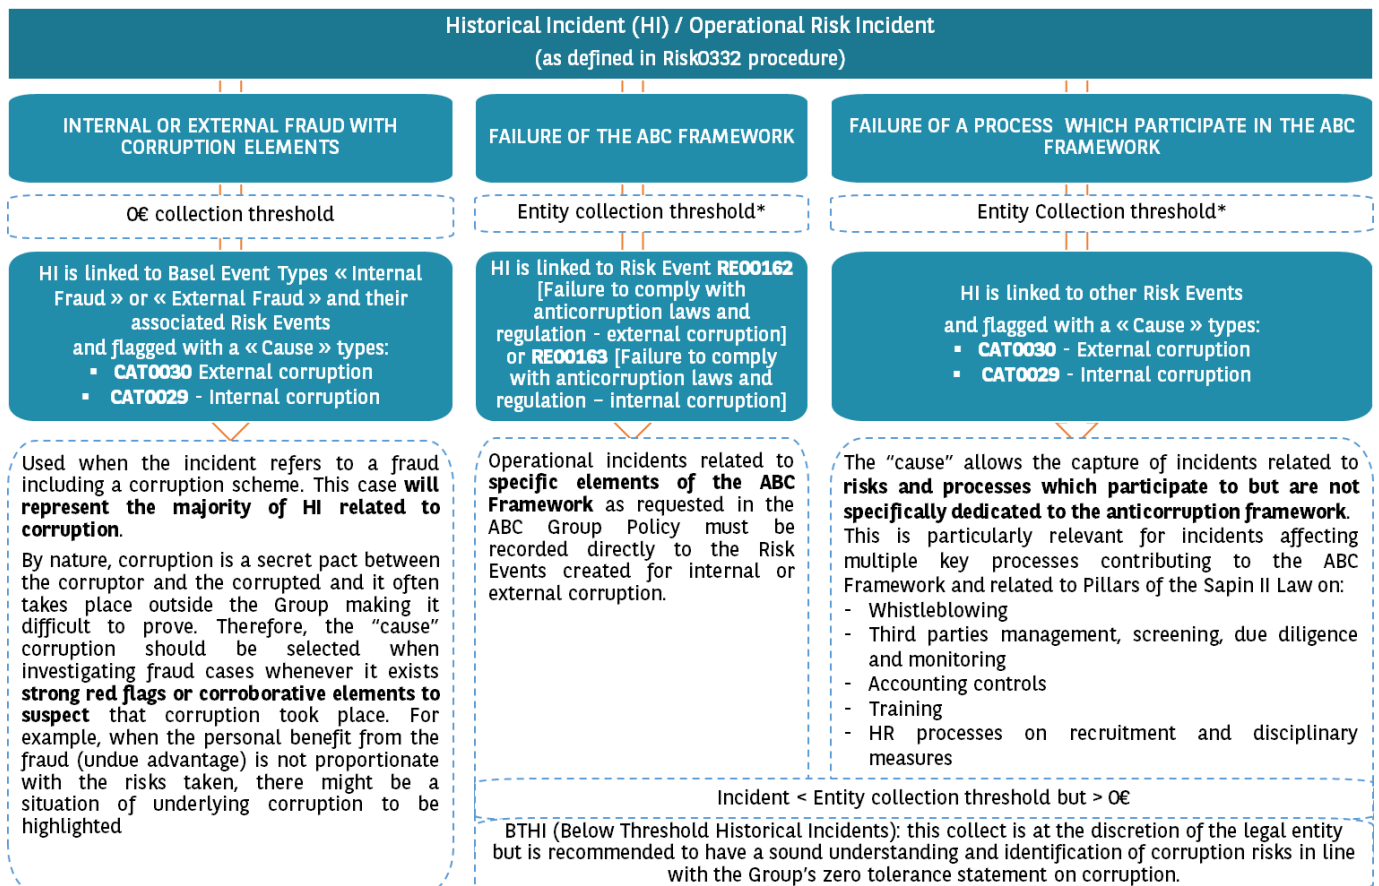 Historical Incident (HI) / Operational Risk Incident
(as defined in Risk0332 procedure)
INTERNAL OR EXTERNAL FRAUD WITH
CORRUPTION ELEMENTS
0€ collection threshold
HI is linked to Basel Event Types « Internal
Fraud » or « External Fraud » and their
associated Risk Events
and flagged with a « Cause » types:
▪ CAT0030 External corruption
▪ CAT0029 - Internal corruption
Used when the incident refers to a fraud
including a corruption scheme. This case will
represent the majority of HI related to
corruption.
By nature, corruption is a secret pact between
the corruptor and the corrupted and it often
takes place outside the Group making it
difficult to prove. Therefore, the “cause”
corruption should be selected when
investigating fraud cases whenever it exists
strong red flags or corroborative elements to
suspect that corruption took place. For
example, when the personal benefit from the
fraud (undue advantage) is not proportionate
with the risks taken, there might be a
situation of underlying corruption to be
highlighted
FAILURE OF THE ABC FRAMEWORK
Entity collection threshold*
HI is linked to Risk Event RE00162
[Failure to comply with
anticorruption laws and
regulation - external corruption]
or RE00163 [Failure to comply
with anticorruption laws and
regulation – internal corruption]
Operational incidents related to
specific elements of the ABC
Framework as requested in the
ABC Group Policy must be
recorded directly to the Risk
Events created for internal or
external corruption.
FAILURE OF A PROCESS WHICH PARTICIPATE IN THE ABC
FRAMEWORK
Entity Collection threshold*
HI is linked to other Risk Events
and flagged with a « Cause » types:
▪ CAT0030 - External corruption
▪ CAT0029 - Internal corruption
The “cause” allows the capture of incidents related to
risks and processes which participate to but are not
specifically dedicated to the anticorruption framework.
This is particularly relevant for incidents affecting
multiple key processes contributing to the ABC
Framework and related to Pillars of the Sapin II Law on:
- Whistleblowing
- Third parties management, screening, due diligence
and monitoring
- Accounting controls
- Training
- HR processes on recruitment and disciplinary
measures
Incident < Entity collection threshold but > 0€
BTHI (Below Threshold Historical Incidents): this collect is at the discretion of the legal entity
but is recommended to have a sound understanding and identification of corruption risks in line
with the Group’s zero tolerance statement on corruption.